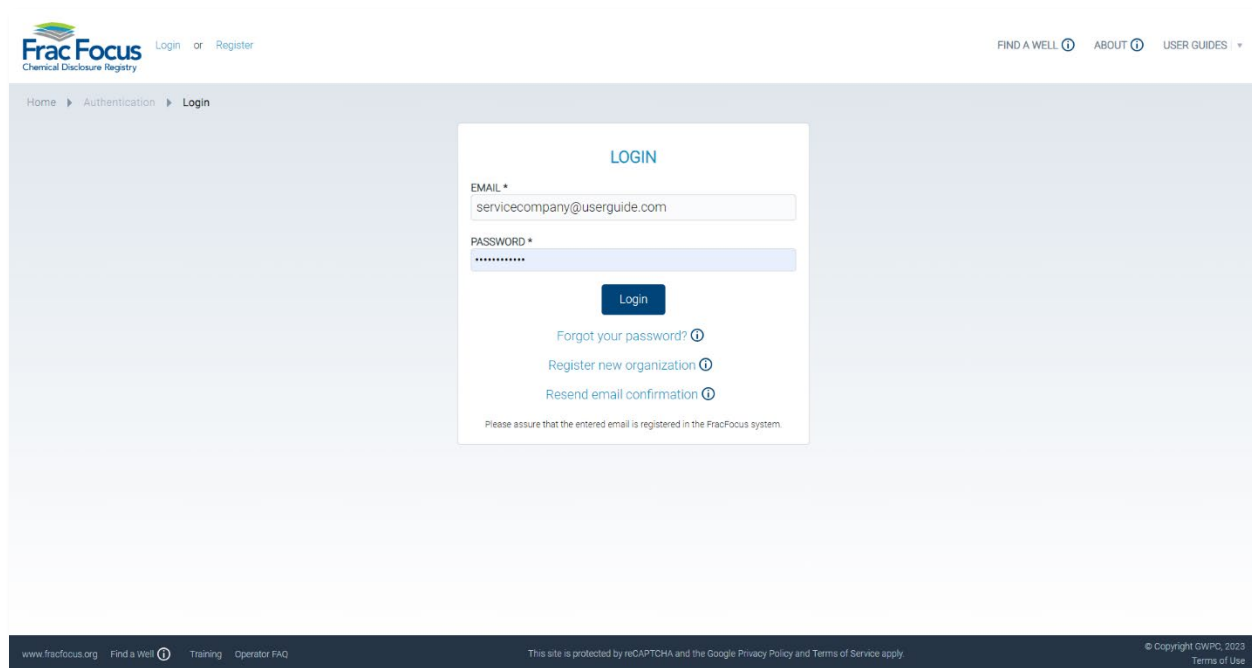 Frac Focus
Chemical Disclosure Registry
Login or Register
FIND A WELL ABOUT USER GUIDES
Home Authentication Login
LOGIN
EMAIL *
servicecompany@userguide.com
PASSWORD *
••••••••••••
Login
Forgot your password?
Register new organization
Resend email confirmation
Please assure that the entered email is registered in the FracFocus system.
www.fracfocus.org Find a Well Training Operator FAQ
This site is protected by reCAPTCHA and the Google Privacy Policy and Terms of Service apply.
© Copyright GWPC, 2023
Terms of Use